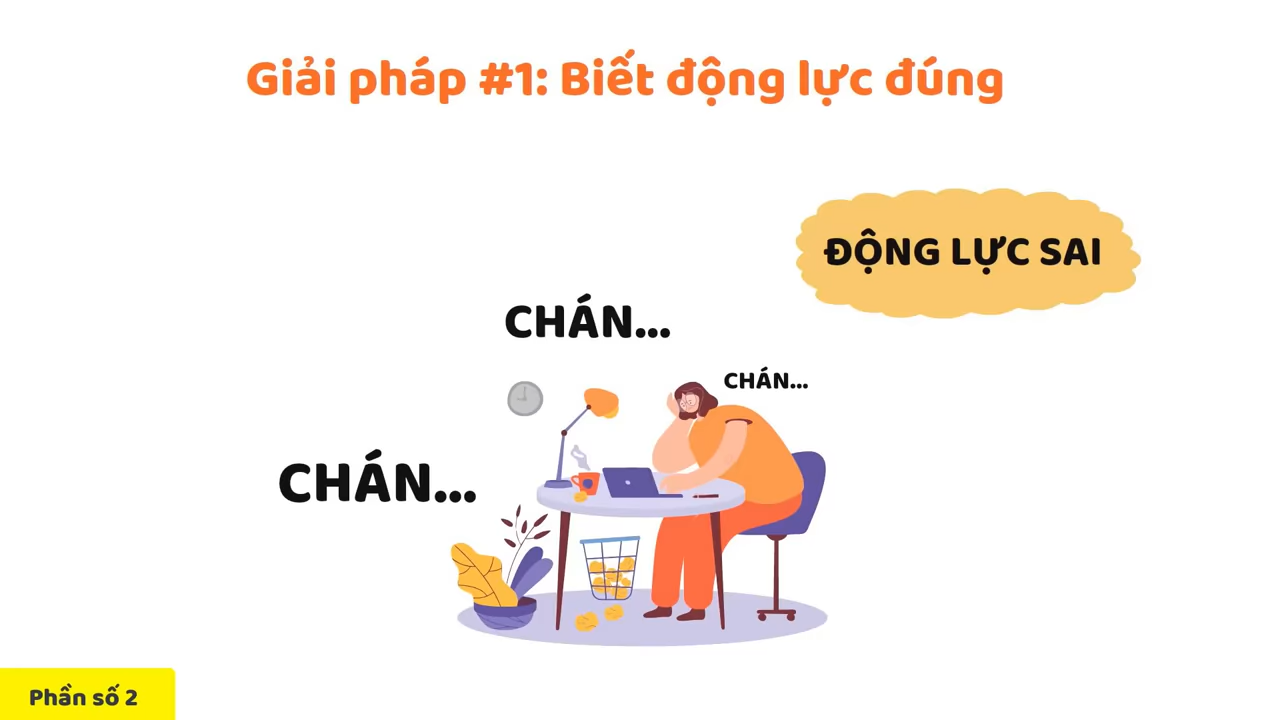 Giải pháp #1: Biết động lực đúng
ĐỘNG LỰC SAI
CHÁN...
CHÁN...
CHÁN...
Phần số 2